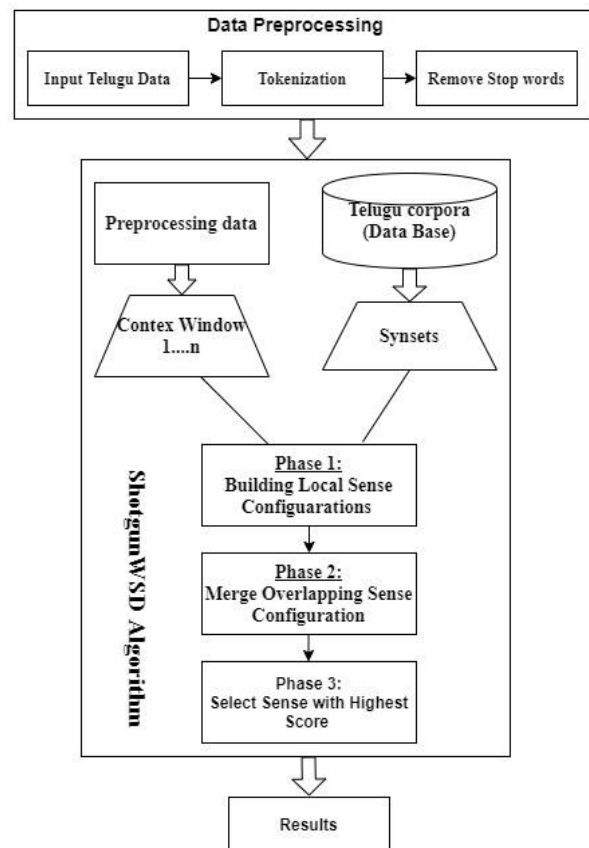 Data Preprocessing
Input Telugu Data
Tokenization
Remove Stop words
Preprocessing data
Telugu corpora
(Data Base)
Contex Window
1....n
Synsets
ShotgunWSD Algorithm
Phase 1:
Building Local Sense
Configuarations
Phase 2:
Merge Overlapping Sense
Configuration
Phase 3:
Select Sense with Highest
Score
Results